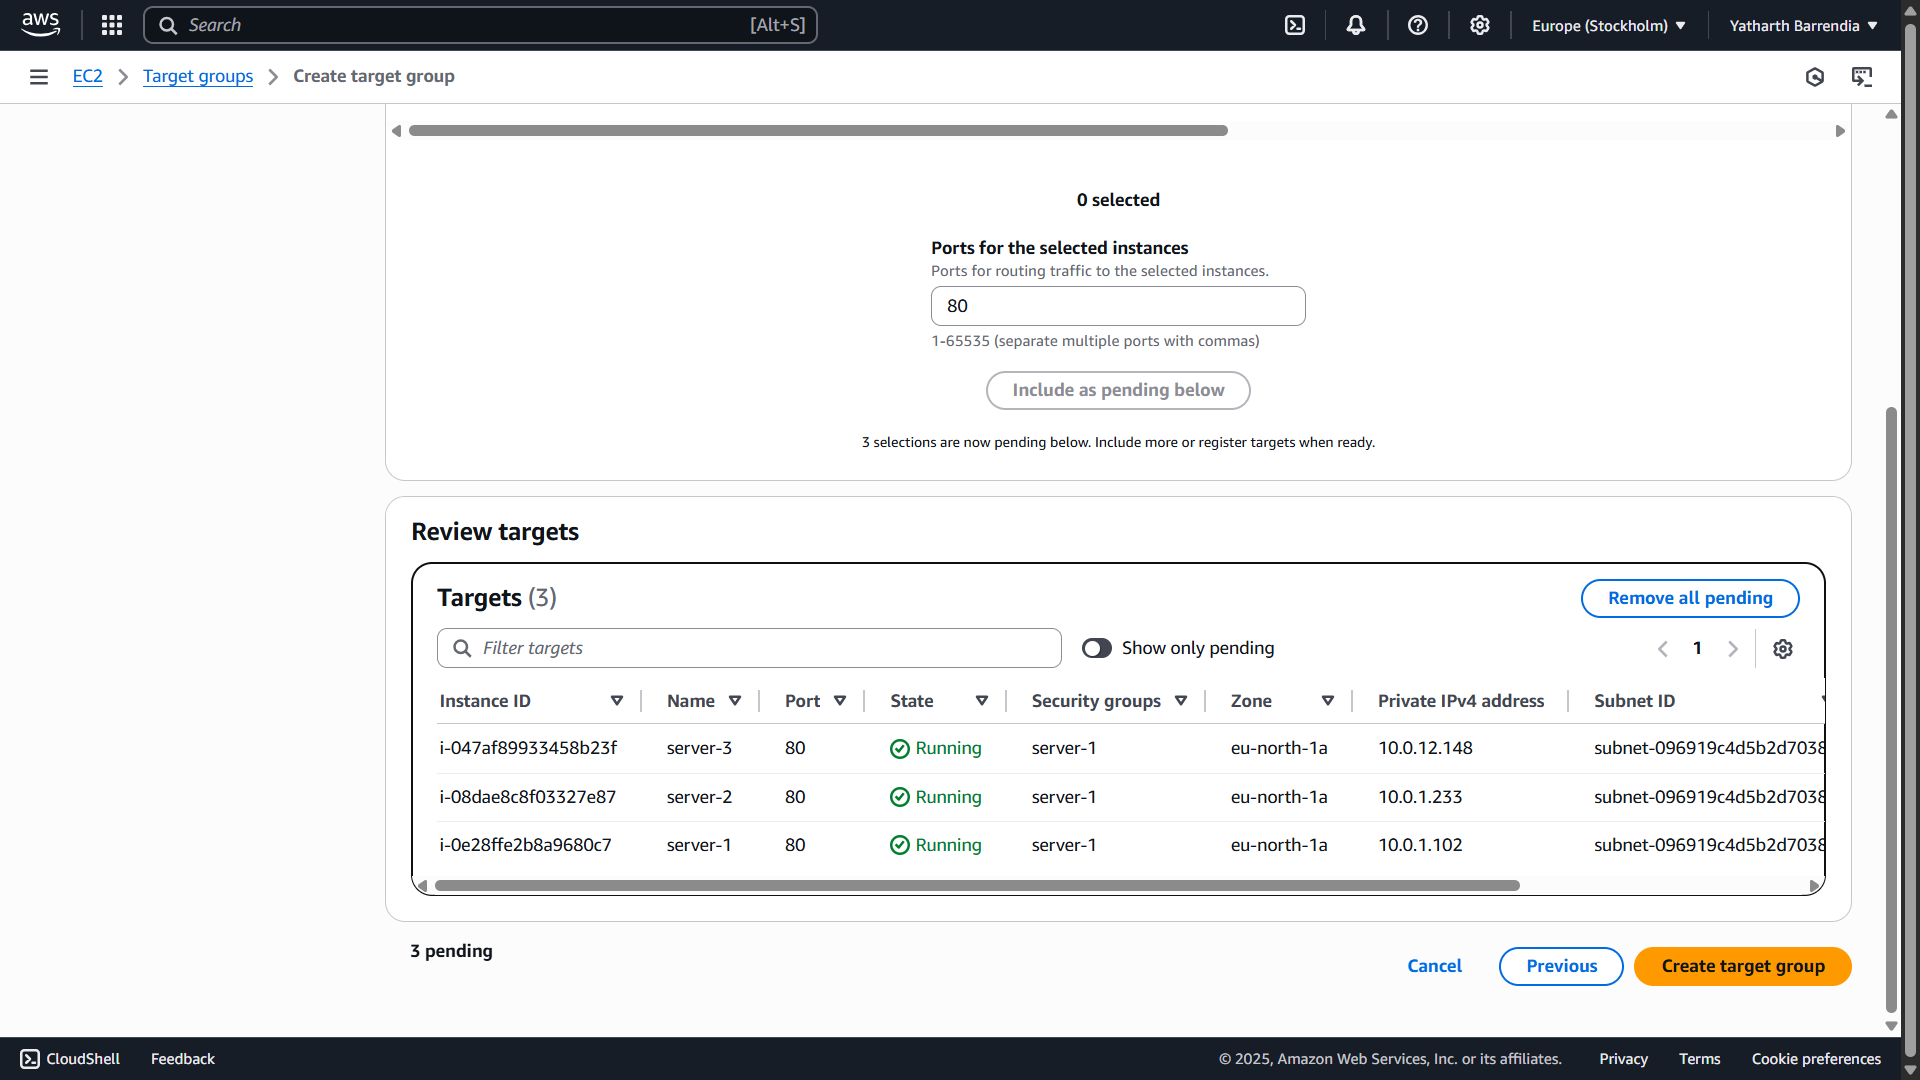 aws
Search [Alt+S]
Europe (Stockholm)
Yatharth Barrendia
EC2 Target groups Create target group
0 selected
Ports for the selected instances
Ports for routing traffic to the selected instances.
80
1-65535 (separate multiple ports with commas)
Include as pending below
3 selections are now pending below. Include more or register targets when ready.
Review targets
Targets (3)
Remove all pending
Filter targets
Show only pending
1
Instance ID Name Port State Security groups Zone Private IPv4 address Subnet ID
i-047af89933458b23f server-3 80 Running server-1 eu-north-1a 10.0.12.148 subnet-096919c4d5b2d7038
i-08dae8c8f03327e87 server-2 80 Running server-1 eu-north-1a 10.0.1.233 subnet-096919c4d5b2d7038
i-0e28ffe2b8a9680c7 server-1 80 Running server-1 eu-north-1a 10.0.1.102 subnet-096919c4d5b2d7038
3 pending
Cancel Previous Create target group
CloudShell Feedback © 2025, Amazon Web Services, Inc. or its affiliates. Privacy Terms Cookie preferences